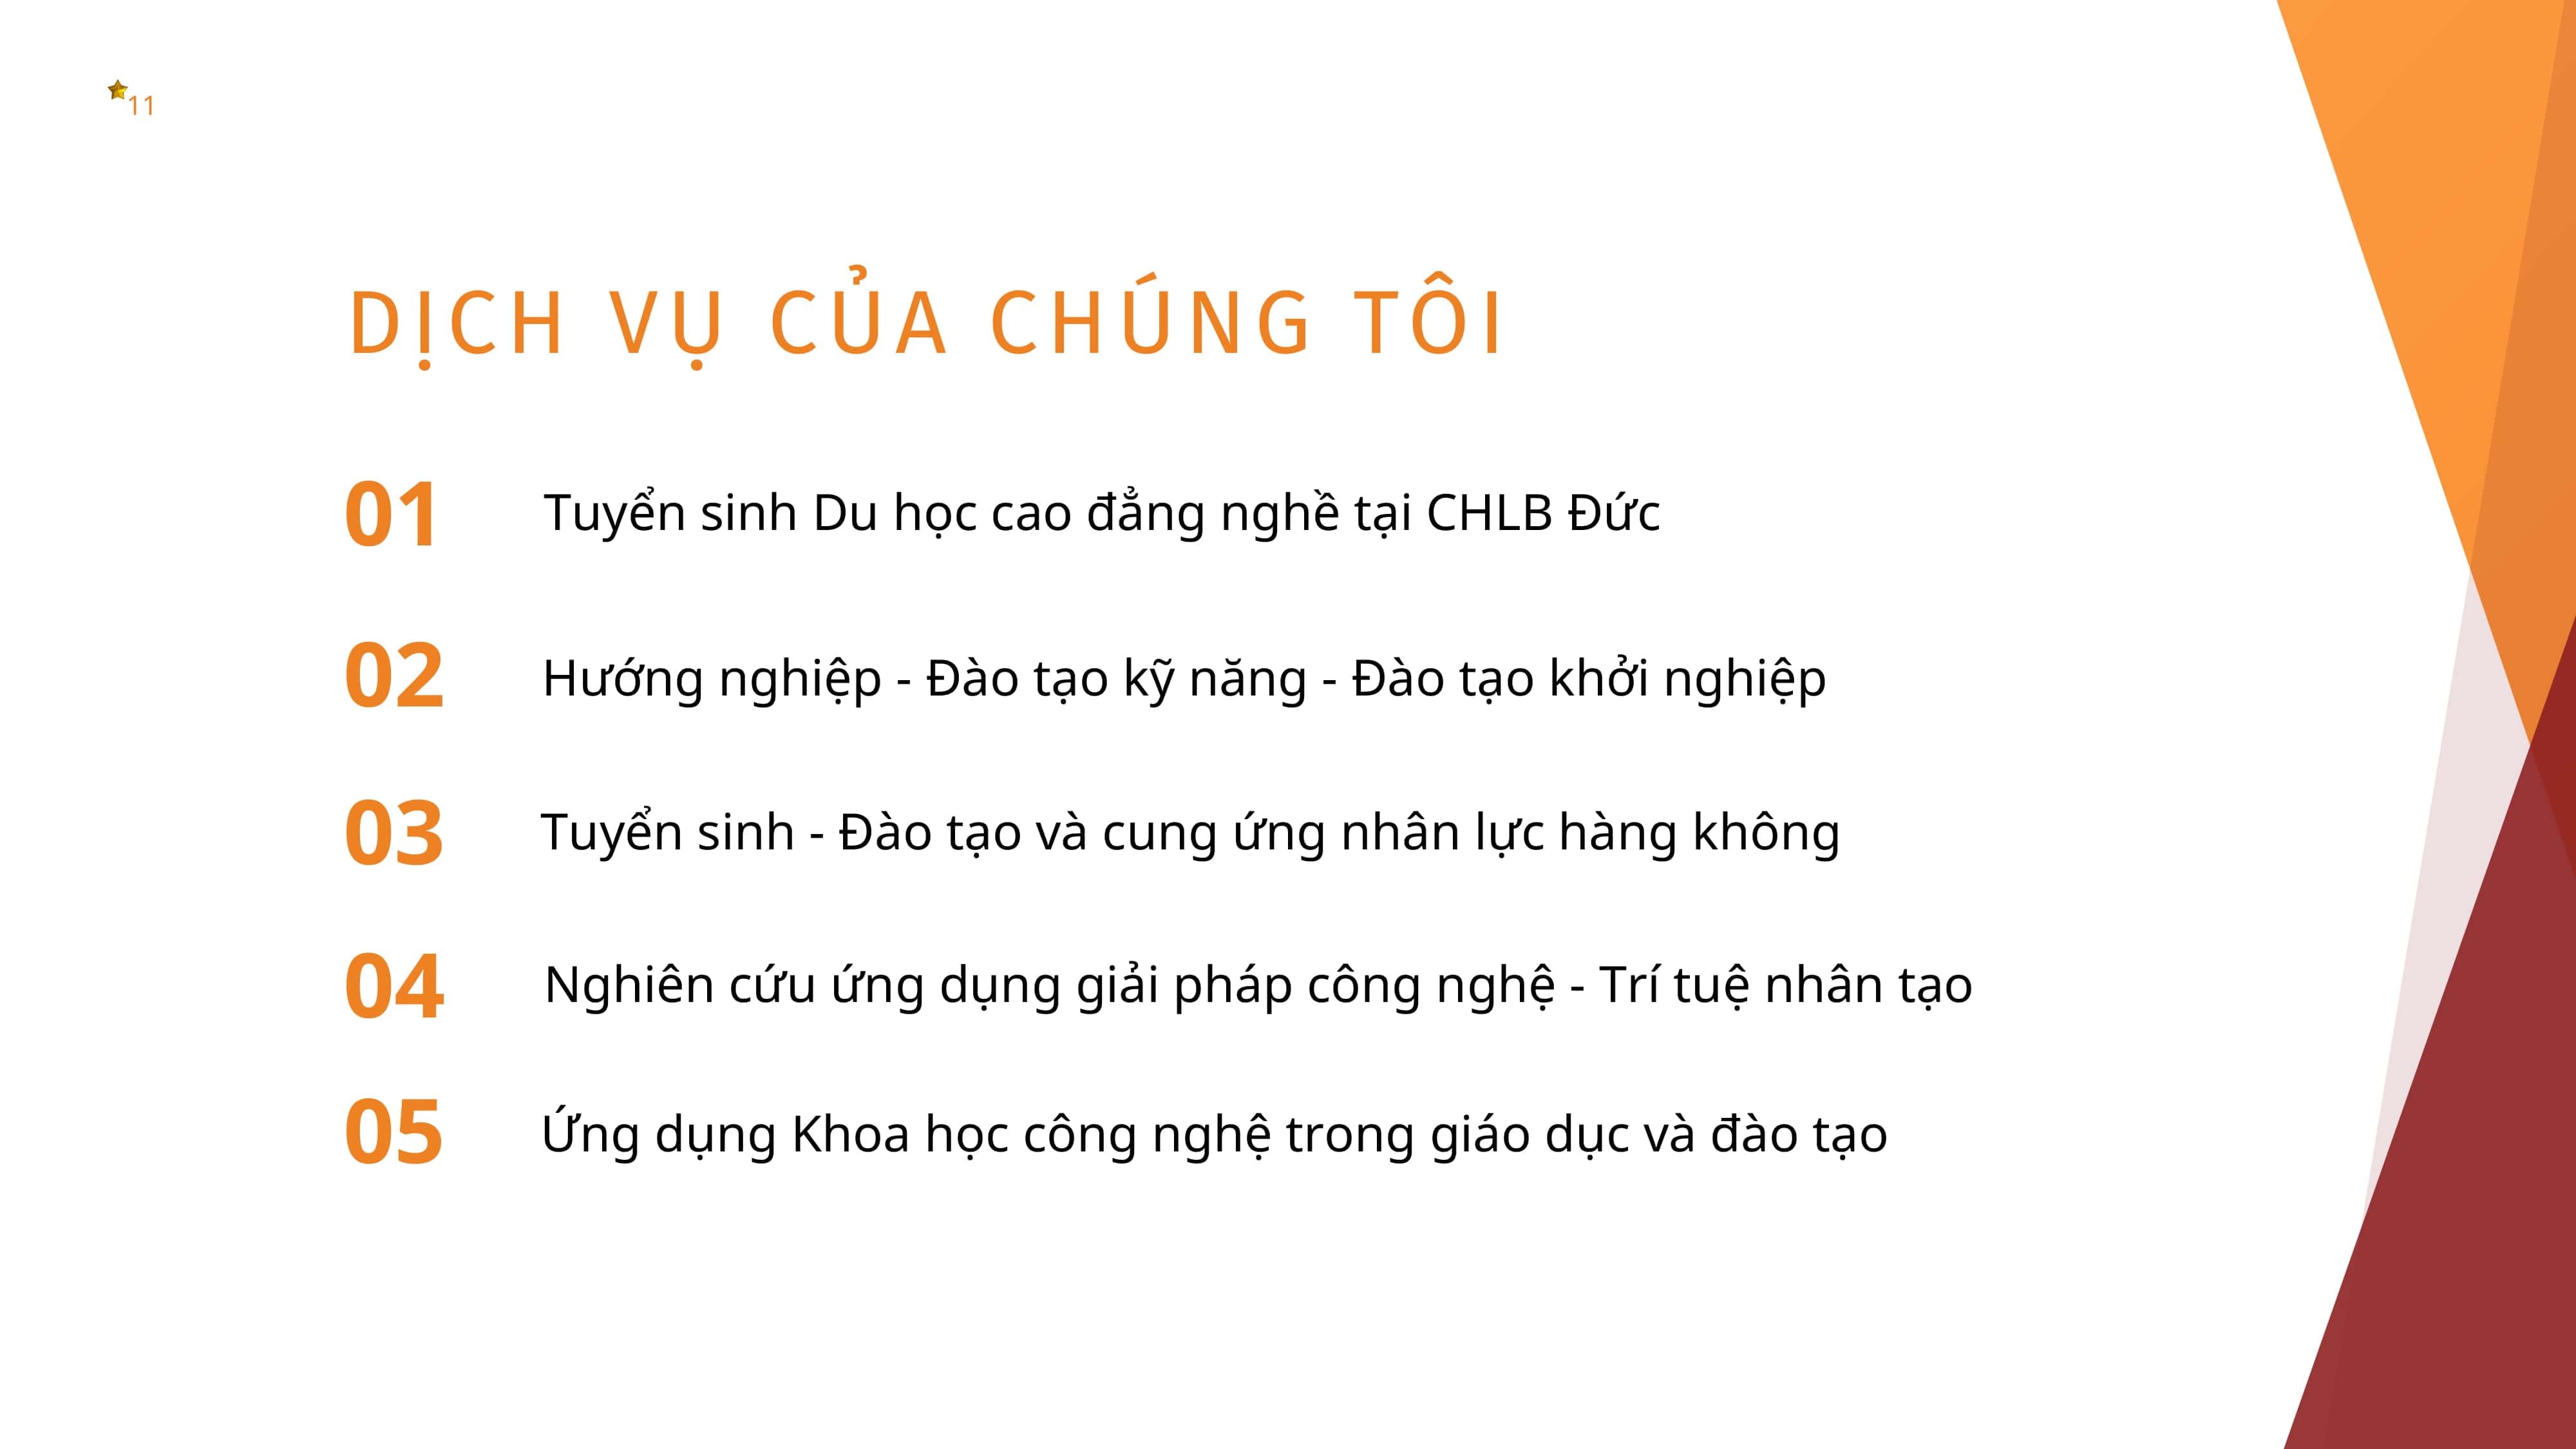 11
DỊCH VỤ CỦA CHÚNG TÔI
01 Tuyển sinh Du học cao đẳng nghề tại CHLB Đức
02 Hướng nghiệp - Đào tạo kỹ năng - Đào tạo khởi nghiệp
03 Tuyển sinh - Đào tạo và cung ứng nhân lực hàng không
04 Nghiên cứu ứng dụng giải pháp công nghệ - Trí tuệ nhân tạo
05 Ứng dụng Khoa học công nghệ trong giáo dục và đào tạo